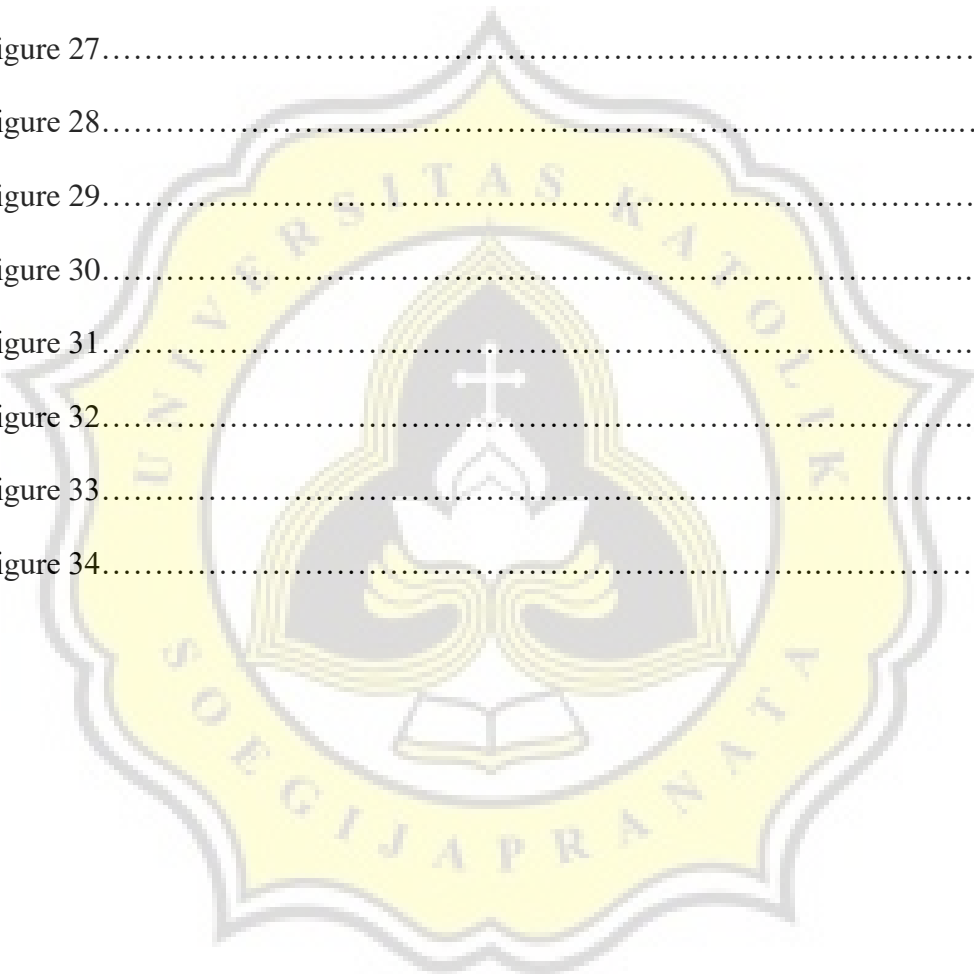 igure 27……………………………………………………………………………
igure 28………………………………………………………………………...…
igure 29……………………………………………………………………………
igure 30……………………………………………………………………………
igure 31……………………………………………………………………………
igure 32……………………………………………………………………………
igure 33……………………………………………………………………………
igure 34……………………………………………………………..……………
UNIVERSITAS KATOLIK
SOEGIJAPRANATA